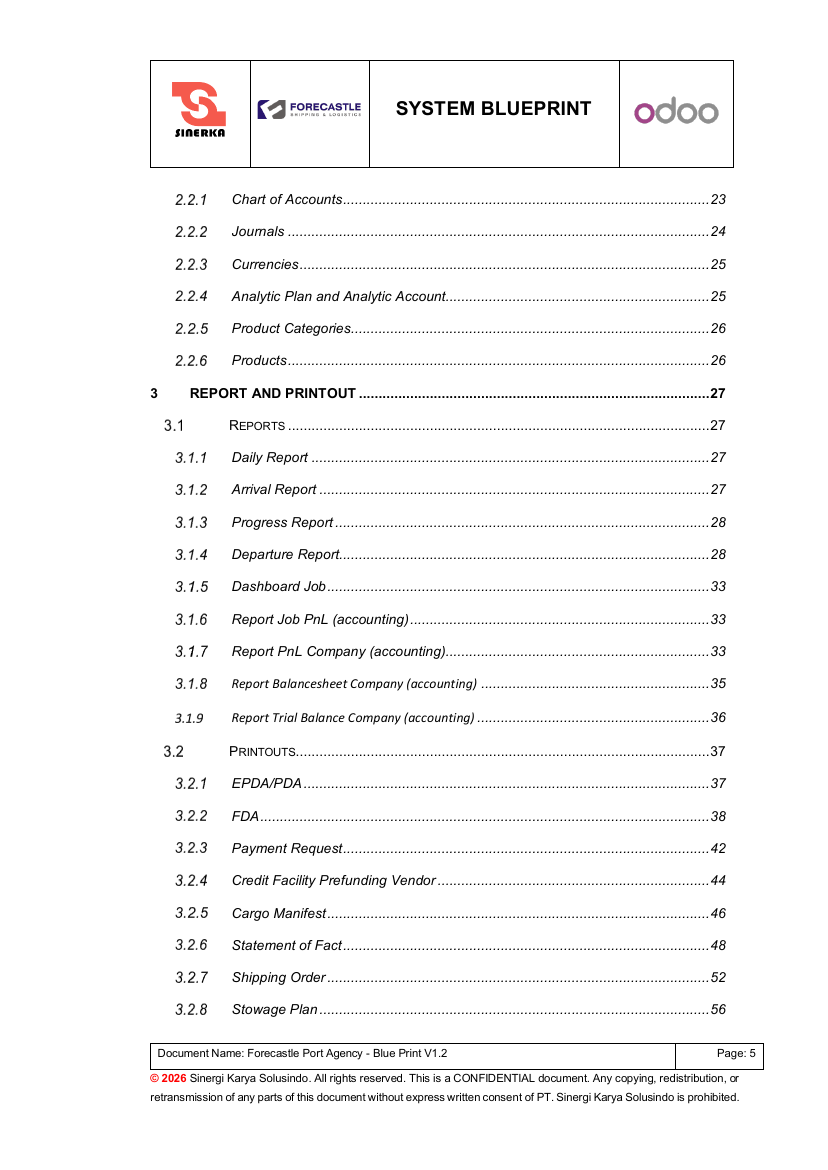 SINERKA
FORECASTLE
SHIPPING & LOGISTICS
SYSTEM BLUEPRINT
odoo
2.2.1 Chart of Accounts 23
2.2.2 Journals 24
2.2.3 Currencies 25
2.2.4 Analytic Plan and Analytic Account 25
2.2.5 Product Categories 26
2.2.6 Products 26
3 REPORT AND PRINTOUT 27
3.1 REPORTS 27
3.1.1 Daily Report 27
3.1.2 Arrival Report 27
3.1.3 Progress Report 28
3.1.4 Departure Report 28
3.1.5 Dashboard Job 33
3.1.6 Report Job PnL (accounting) 33
3.1.7 Report PnL Company (accounting) 33
3.1.8 Report Balancesheet Company (accounting) 35
3.1.9 Report Trial Balance Company (accounting) 36
3.2 PRINTOUTS 37
3.2.1 EPDA/PDA 37
3.2.2 FDA 38
3.2.3 Payment Request 42
3.2.4 Credit Facility Prefunding Vendor 44
3.2.5 Cargo Manifest 46
3.2.6 Statement of Fact 48
3.2.7 Shipping Order 52
3.2.8 Stowage Plan 56
Document Name: Forecastle Port Agency - Blue Print V1.2 Page: 5
© 2026 Sinergi Karya Solusindo. All rights reserved. This is a CONFIDENTIAL document. Any copying, redistribution, or
retransmission of any parts of this document without express written consent of PT. Sinergi Karya Solusindo is prohibited.